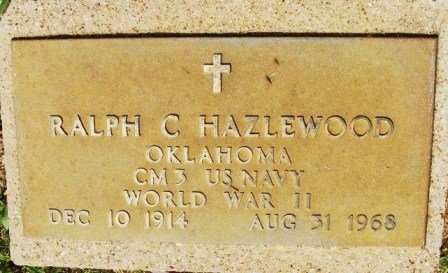 RALPH C HAZLEWOOD
OKLAHOMA
CM3 US NAVY
WORLD WAR II
DEC 10 1914 AUG 31 1968